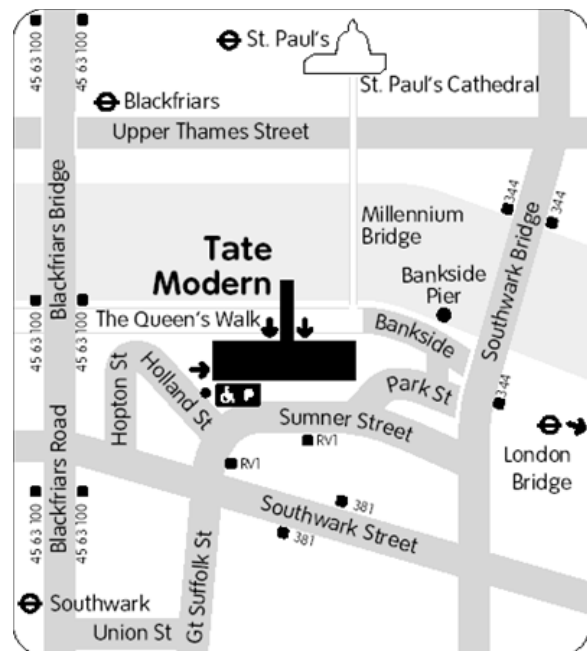 45 63 100
45 63 100
St. Paul's
St. Paul's Cathedral
Blackfriars
Upper Thames Street
344
344
Blackfriars Bridge
Millennium
Bridge
Southwark Bridge
Tate
Modern
Bankside
Pier
45 63 100
45 63 100
The Queen's Walk
Bankside
Hopton St
Holland St
P
Park St
344
Sumner Street
RV1
RV1
London
Bridge
Blackfriars Road
45 63 100
45 63 100
Southwark Street
381
381
Gt Suffolk St
Southwark
Union St